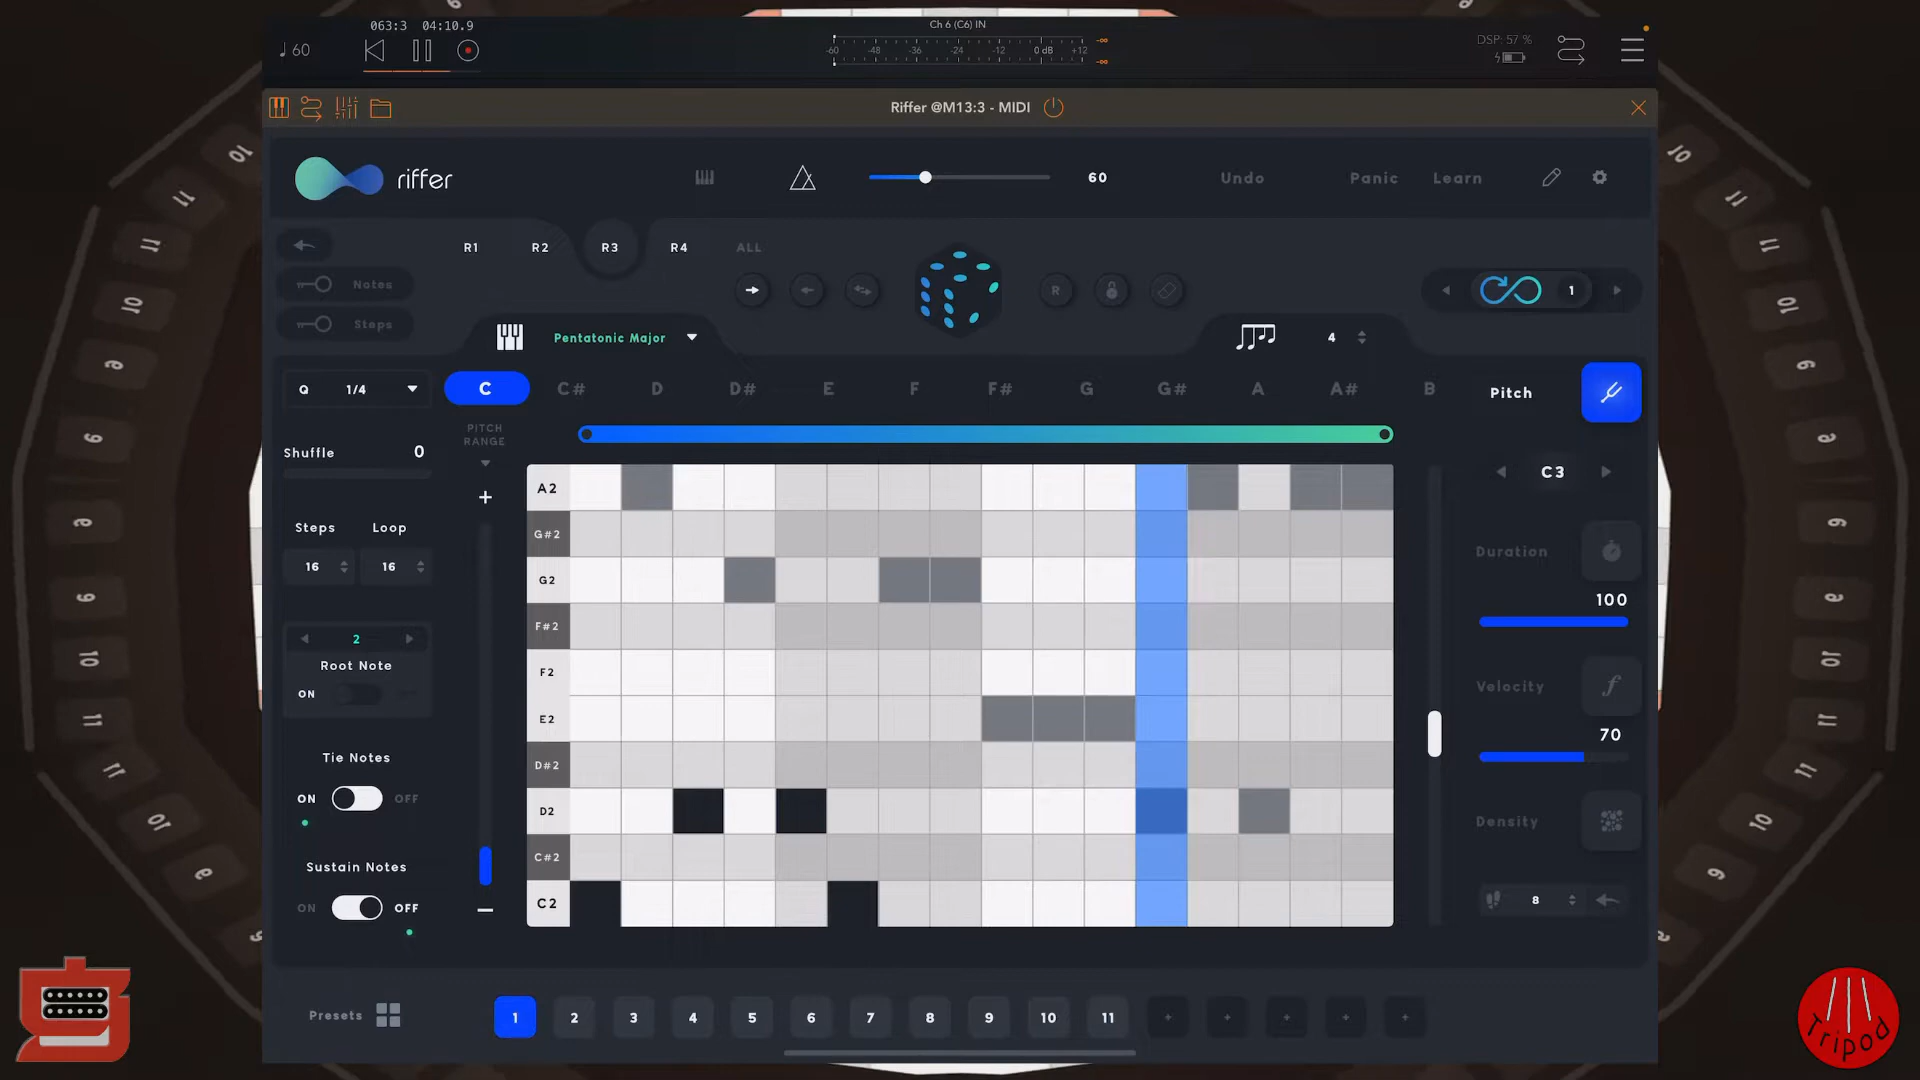 063:3 04:10.9
Ch 6 (C6) IN
♩ 60
-60 -48 -36 -24 -12 0 dB +12
-∞
-∞
DSP: 57 %
Riffer @M13:3 - MIDI
riffer
60
Undo
Panic
Learn
R1 R2 R3 R4 ALL
Notes
Steps
R
1
Pentatonic Major
4
Q 1/4
C C# D D# E F F# G G# A A# B
Pitch
PITCH
RANGE
Shuffle 0
C3
+
Steps Loop
16 16
A2
G#2
G2
F#2
F2
E2
D#2
D2
C#2
C2
Duration
100
2
Root Note
ON
Velocity
f
70
Tie Notes
ON OFF
Density
Sustain Notes
ON OFF
8
Presets
1 2 3 4 5 6 7 8 9 10 11 + + + + +
Tripod